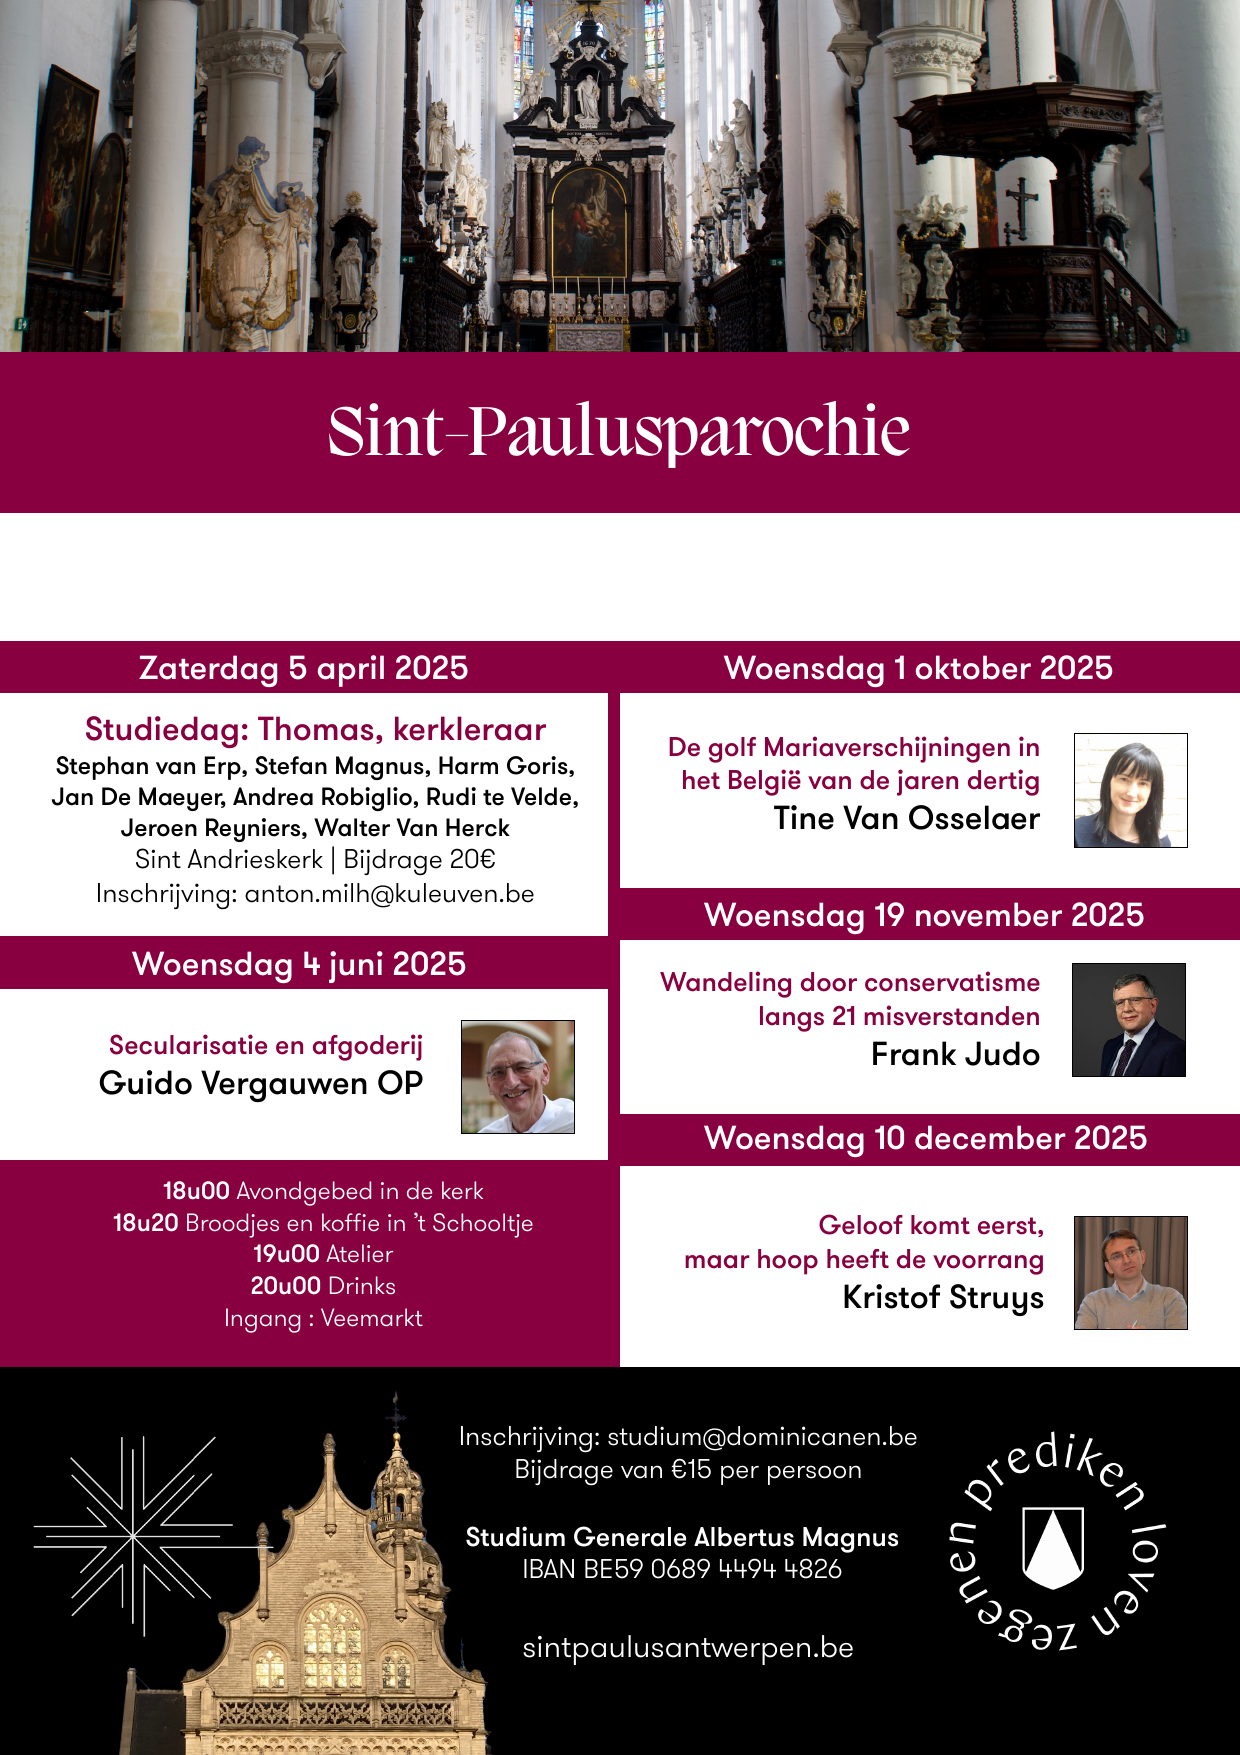 Sint-Paulusparochie
Zaterdag 5 april 2025
Studiedag: Thomas, kerkleraar
Stephan van Erp, Stefan Magnus, Harm Goris,
Jan De Maeyer, Andrea Robiglio, Rudi te Velde,
Jeroen Reyniers, Walter Van Herck
Sint Andrieskerk | Bijdrage 20€
Inschrijving: anton.milh@kuleuven.be
Woensdag 4 juni 2025
Secularisatie en afgoderij
Guido Vergauwen OP
18u00 Avondgebed in de kerk
18u20 Broodjes en koffie in ’t Schooltje
19u00 Atelier
20u00 Drinks
Ingang : Veemarkt
Woensdag 1 oktober 2025
De golf Mariaverschijningen in
het België van de jaren dertig
Tine Van Osselaer
Woensdag 19 november 2025
Wandeling door conservatisme
langs 21 misverstanden
Frank Judo
Woensdag 10 december 2025
Geloof komt eerst,
maar hoop heeft de voorrang
Kristof Struys
Inschrijving: studium@dominicanen.be
Bijdrage van €15 per persoon
Studium Generale Albertus Magnus
IBAN BE59 0689 4494 4826
sintpaulusantwerpen.be
prediken loven zegenen